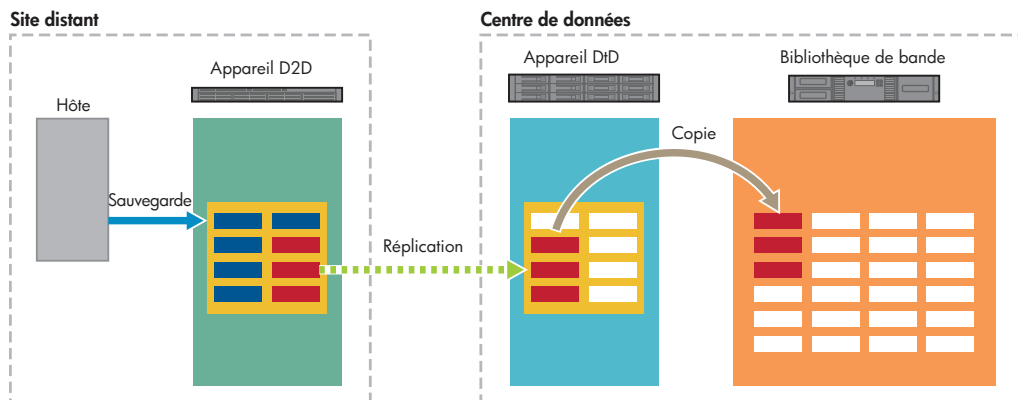 Site distant
Centre de données
Appareil D2D
Appareil DtD
Bibliothèque de bande
Hôte
Copie
Sauvegarde
Réplication